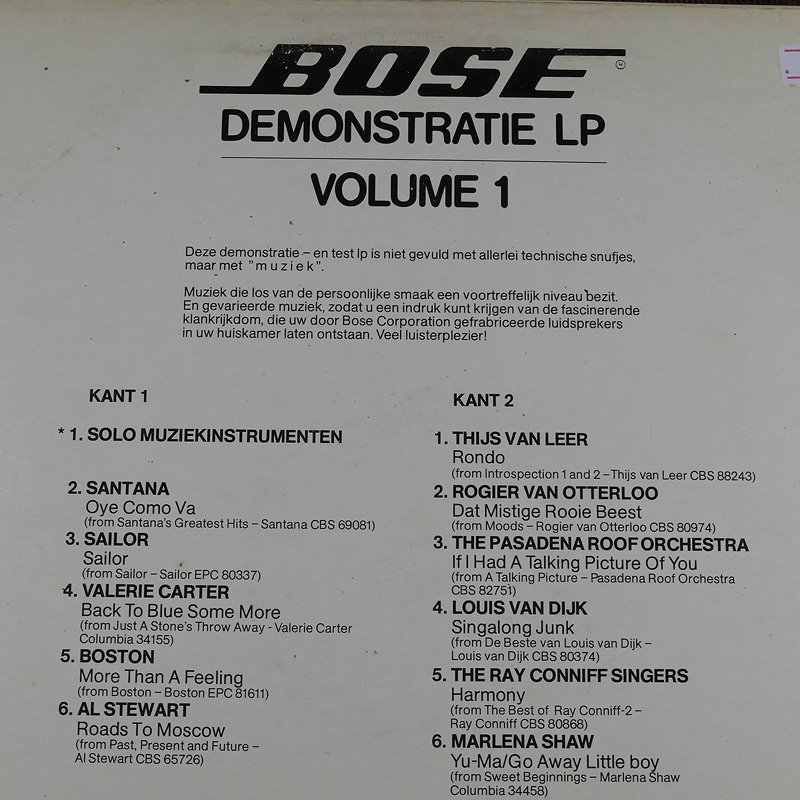 BOSE
DEMONSTRATIE LP
VOLUME 1
Deze demonstratie – en test lp is niet gevuld met allerlei technische snufjes,
maar met "muziek".
Muziek die los van de persoonlijke smaak een voortreffelijk niveau bezit.
En gevarieerde muziek, zodat u een indruk kunt krijgen van de fascinerende
klankrijkdom, die uw door Bose Corporation gefrabriceerde luidsprekers
in uw huiskamer laten ontstaan. Veel luisterplezier!
KANT 1
* 1. SOLO MUZIEKINSTRUMENTEN
2. SANTANA
Oye Como Va
(from Santana's Greatest Hits – Santana CBS 69081)
3. SAILOR
Sailor
(from Sailor – Sailor EPC 80337)
4. VALERIE CARTER
Back To Blue Some More
(from Just A Stone's Throw Away - Valerie Carter
Columbia 34155)
5. BOSTON
More Than A Feeling
(from Boston – Boston EPC 81611)
6. AL STEWART
Roads To Moscow
(from Past, Present and Future –
Al Stewart CBS 65726)
KANT 2
1. THIJS VAN LEER
Rondo
(from Introspection 1 and 2 – Thijs van Leer CBS 88243)
2. ROGIER VAN OTTERLOO
Dat Mistige Rooie Beest
(from Moods – Rogier van Otterloo CBS 80974)
3. THE PASADENA ROOF ORCHESTRA
If I Had A Talking Picture Of You
(from A Talking Picture – Pasadena Roof Orchestra
CBS 82751)
4. LOUIS VAN DIJK
Singalong Junk
(from De Beste van Louis van Dijk –
Louis van Dijk CBS 80374)
5. THE RAY CONNIFF SINGERS
Harmony
(from The Best of Ray Conniff-2 –
Ray Conniff CBS 80868)
6. MARLENA SHAW
Yu-Ma/Go Away Little boy
(from Sweet Beginnings – Marlena Shaw
Columbia 34458)